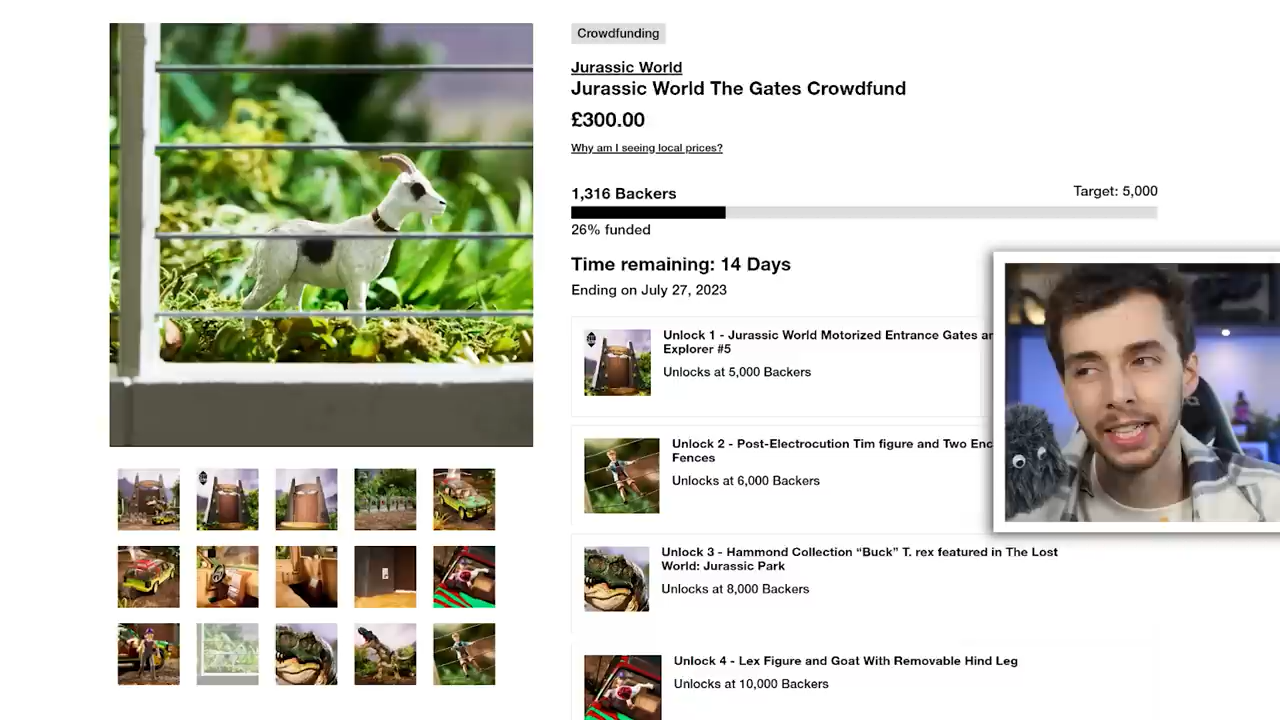 Crowdfunding
Jurassic World
Jurassic World The Gates Crowdfund
£300.00
Why am I seeing local prices?
1,316 Backers
Target: 5,000
26% funded
Time remaining: 14 Days
Ending on July 27, 2023
Unlock 1 - Jurassic World Motorized Entrance Gates
Explorer #5
Unlocks at 5,000 Backers
Unlock 2 - Post-Electrocution Tim figure and Two
Fences
Unlocks at 6,000 Backers
Unlock 3 - Hammond Collection “Buck” T. rex featured in The Lost
World: Jurassic Park
Unlocks at 8,000 Backers
Unlock 4 - Lex Figure and Goat With Removable Hind Leg
Unlocks at 10,000 Backers